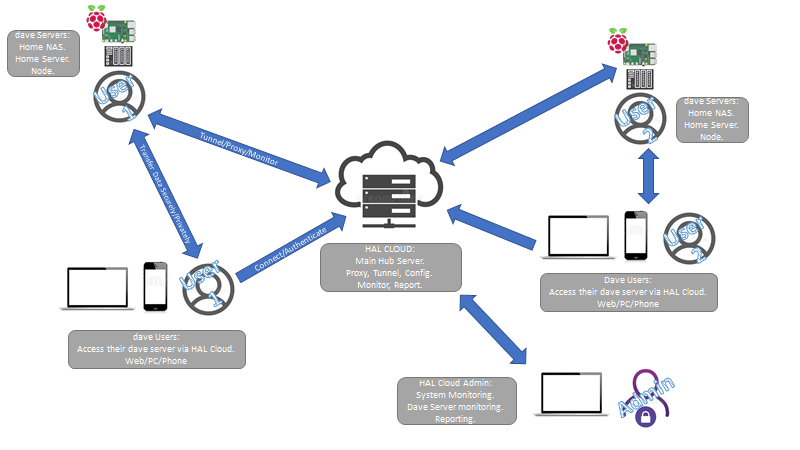 dave Servers:
Home NAS.
Home Server.
Node.
User
1
Tunnel/Proxy/Monitor
Transfer Data Securely/Privately
Connect/Authenticate
User
1
dave Users:
Access their dave server via HAL Cloud.
Web/PC/Phone
HAL CLOUD:
Main Hub Server.
Proxy, Tunnel, Config.
Monitor, Report.
User
2
dave Servers:
Home NAS.
Home Server.
Node.
User
2
Dave Users:
Access their dave server via HAL Cloud.
Web/PC/Phone
HAL Cloud Admin:
System Monitoring.
Dave Server monitoring.
Reporting.
Admin